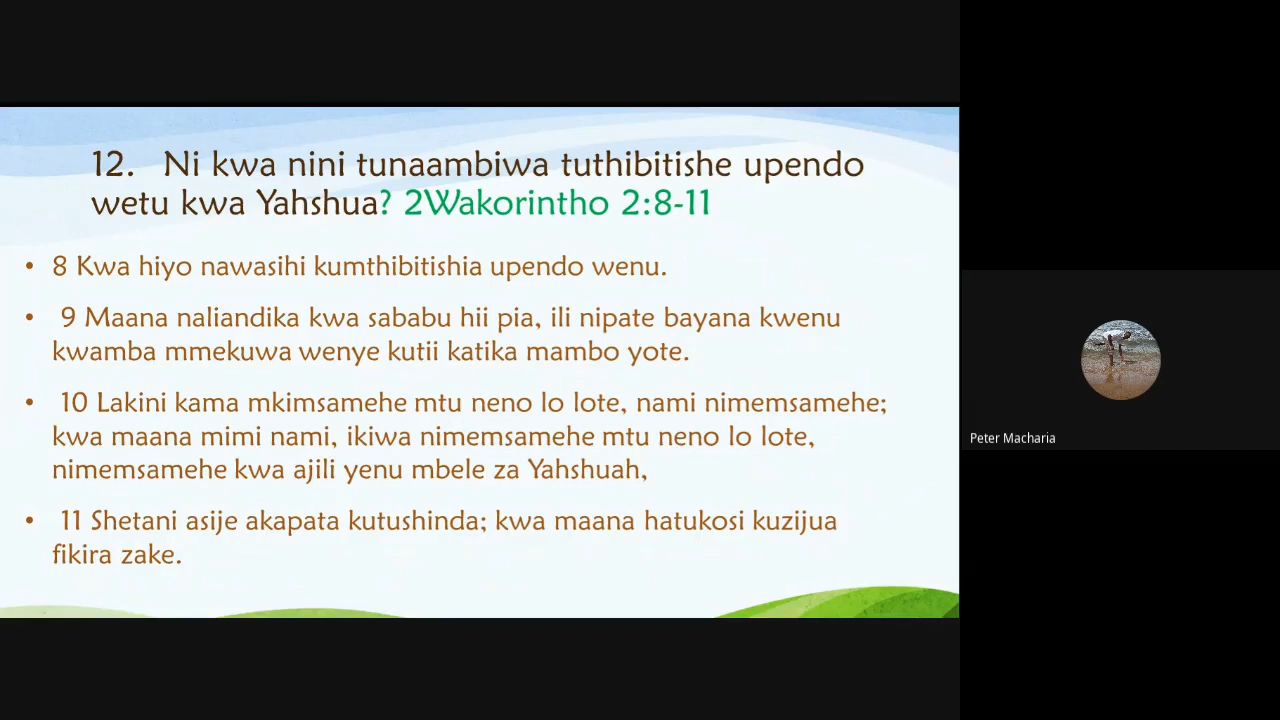 12. Ni kwa nini tunaambiwa tuthibitishe upendo
wetu kwa Yahshua? 2Wakorintho 2:8-11
• 8 Kwa hiyo nawasihi kumthibitishia upendo wenu.
• 9 Maana naliandika kwa sababu hii pia, ili nipate bayana kwenu
kwamba mmekuwa wenye kutii katika mambo yote.
• 10 Lakini kama mkimsamehe mtu neno lo lote, nami nimemsamehe;
kwa maana mimi nami, ikiwa nimemsamehe mtu neno lo lote,
nimemsamehe kwa ajili yenu mbele za Yahshuah,
• 11 Shetani asije akapata kutushinda; kwa maana hatukosi kuzijua
fikira zake.
Peter Macharia